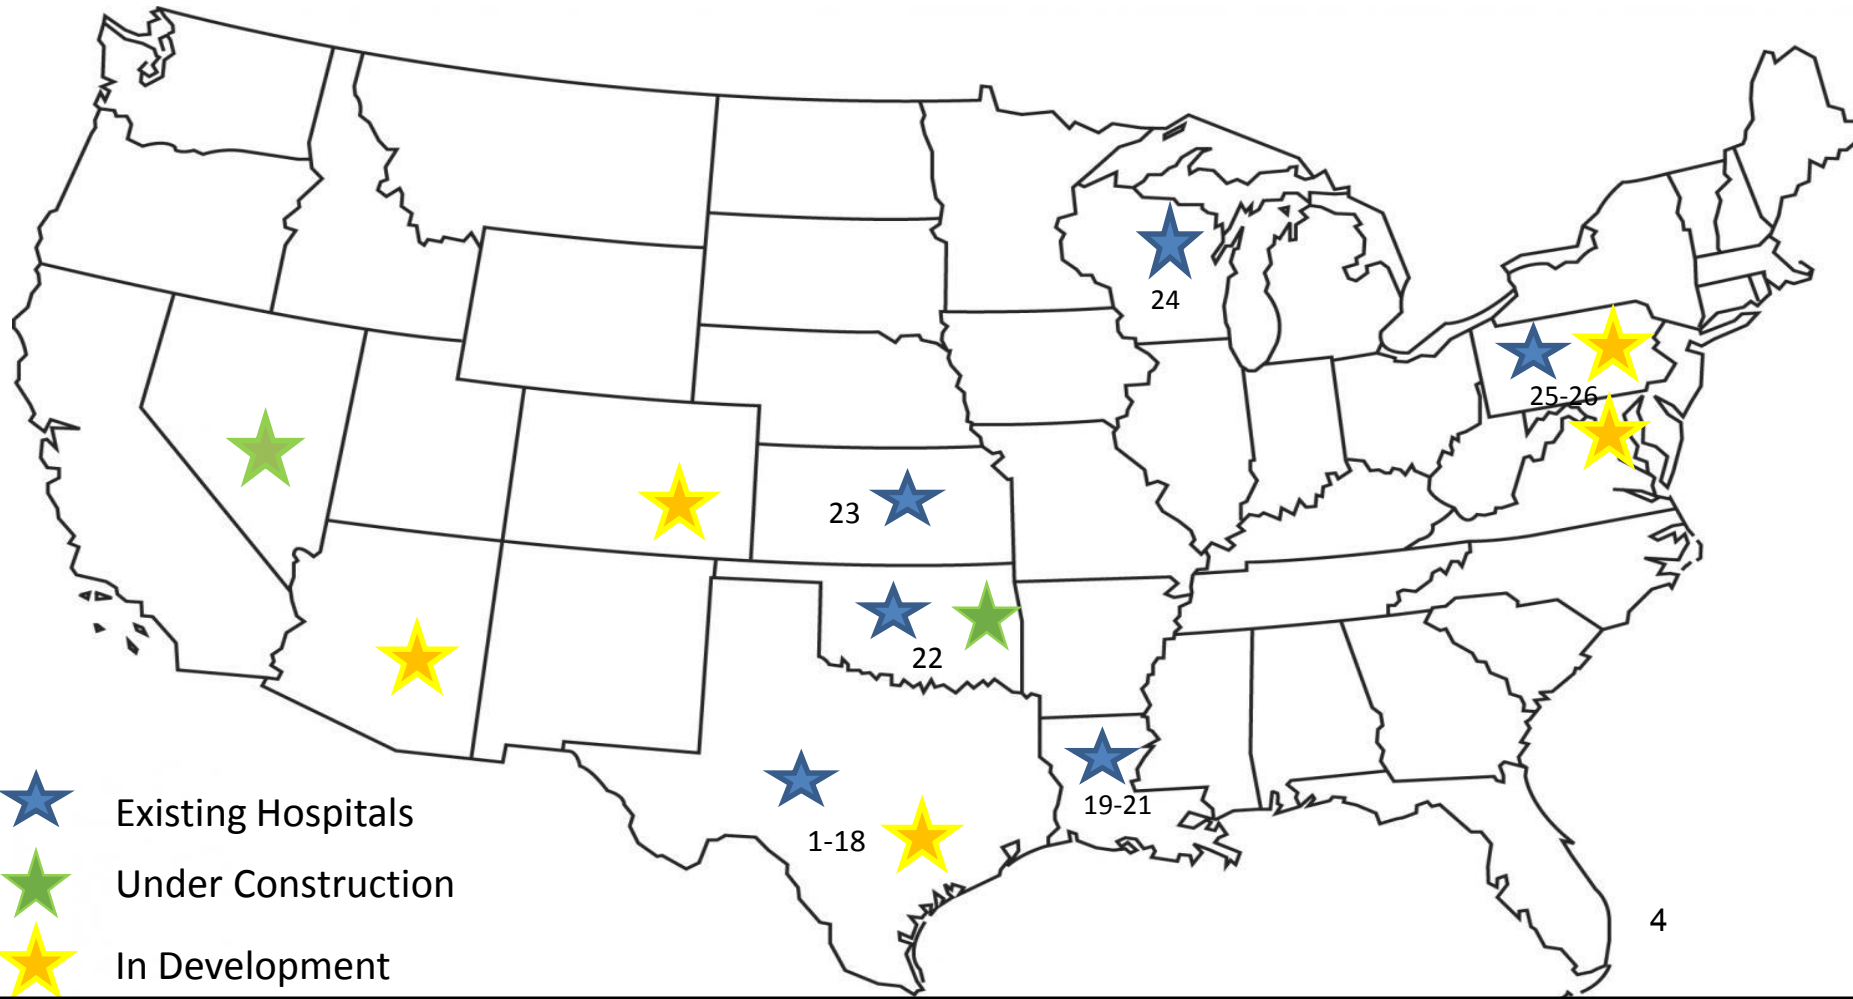 24
25-26
23
22
19-21
1-18
Existing Hospitals
Under Construction
4
In Development